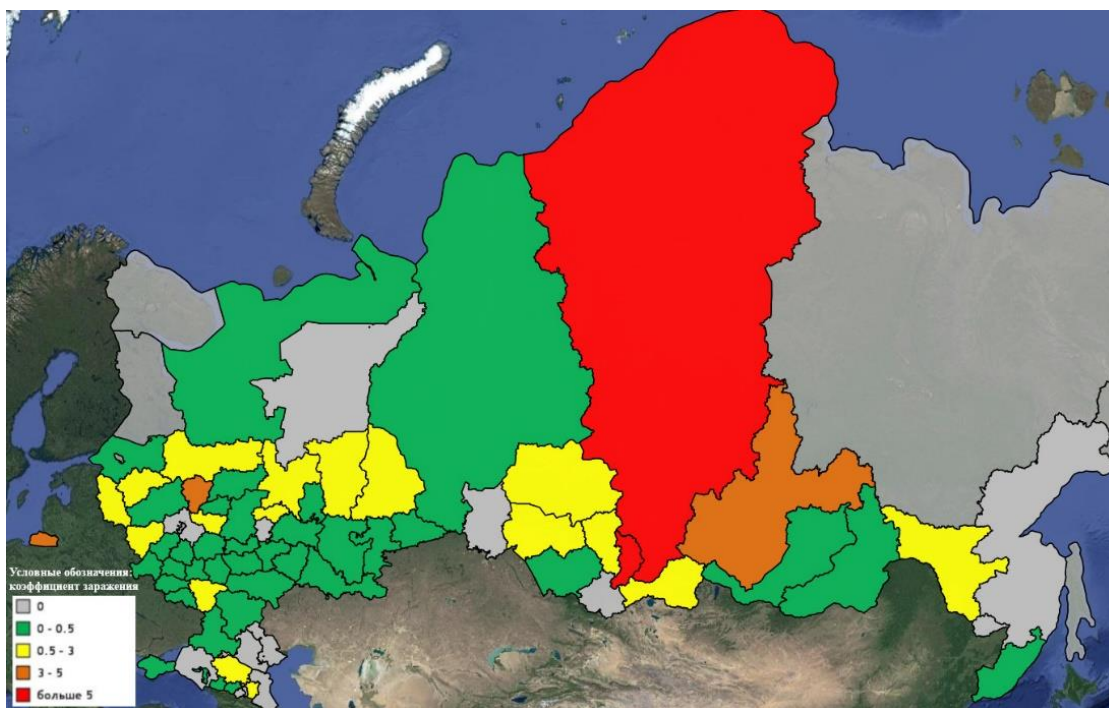 Условные обозначения:
коэффициент заражения
0
0 - 0.5
0.5 - 3
3 - 5
больше 5